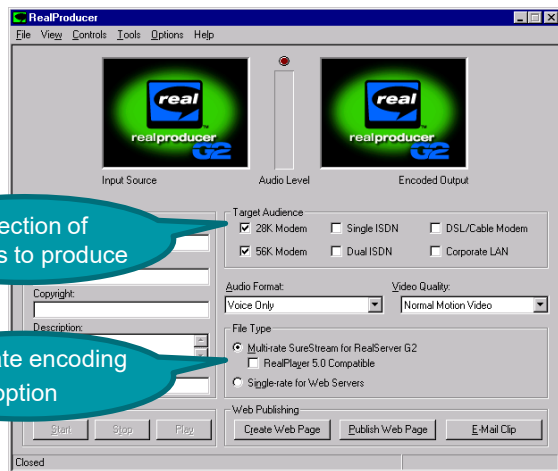 RealProducer
File View Controls Tools Options Help
real
realproducer
G2
real
realproducer
G2
Input Source
Audio Level
Encoded Output
ection of
s to produce
Copyright:
Description:
te encoding
option
Start Stop Play
Target Audience
28K Modem Single ISDN DSL/Cable Modem
56K Modem Dual ISDN Corporate LAN
Audio Format: Video Quality:
Voice Only Normal Motion Video
File Type
Multi-rate SureStream for RealServer G2
RealPlayer 5.0 Compatible
Single-rate for Web Servers
Web Publishing
Create Web Page Publish Web Page E-Mail Clip
Closed